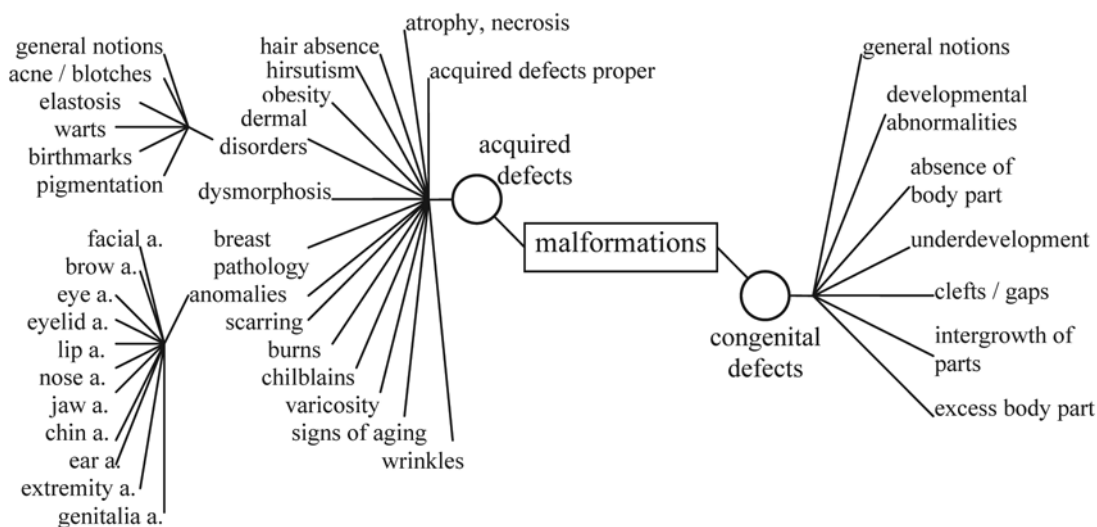 general notions
acne / blotches
elastosis
warts
birthmarks
pigmentation
facial a.
brow a.
eye a.
eyelid a.
lip a.
nose a.
jaw a.
chin a.
ear a.
extremity a.
genitalia a.
atrophy, necrosis
hair absence
acquired defects proper
hirsutism
obesity
dermal
disorders
dysmorphosis
breast
pathology
anomalies
scarring
burns
chilblains
varicosity
signs of aging
wrinkles
acquired
defects
malformations
congenital
defects
general notions
developmental
abnormalities
absence of
body part
underdevelopment
clefts / gaps
intergrowth of
parts
excess body part